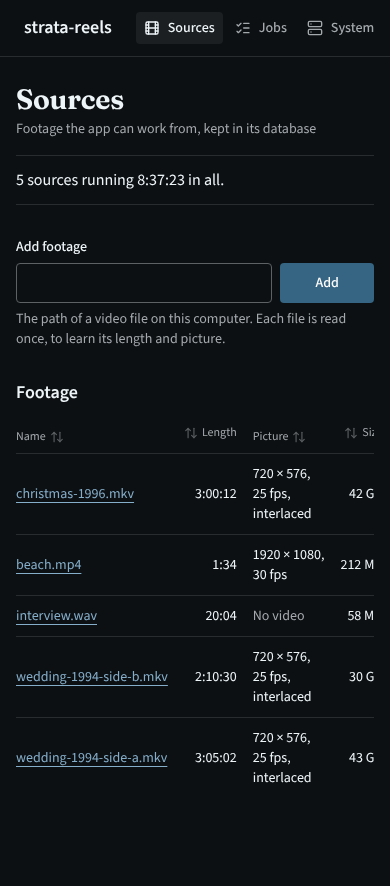 strata-reels Sources Jobs System
Sources
Footage the app can work from, kept in its database
5 sources running 8:37:23 in all.
Add footage
Add
The path of a video file on this computer. Each file is read
once, to learn its length and picture.
Footage
Name Length Picture
720 × 576,
christmas-1996.mkv 3:00:12 25 fps, 42 G
interlaced
1920 × 1080,
beach.mp4 1:34 30 fps 212 M
interview.wav 20:04 No video 58 M
720 × 576,
wedding-1994-side-b.mkv 2:10:30 25 fps, 30 G
interlaced
720 × 576,
wedding-1994-side-a.mkv 3:05:02 25 fps, 43 G
interlaced